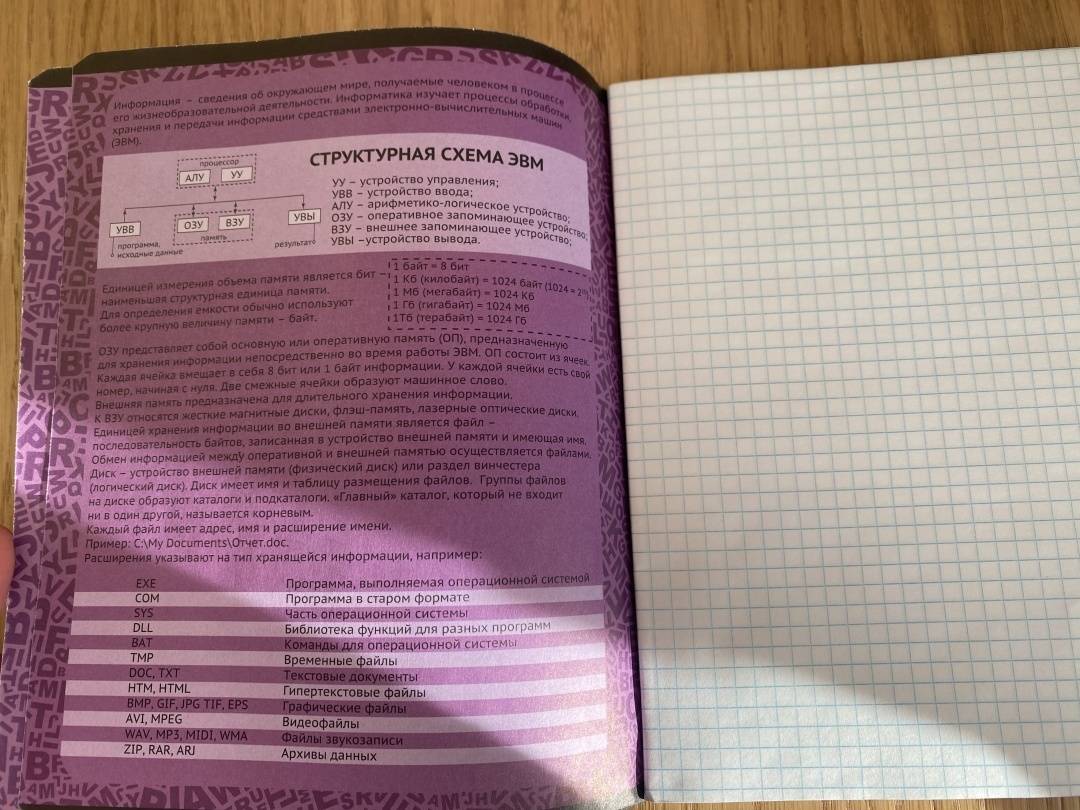 Информация – сведения об окружающем мире, получаемые человеком в процессе
его жизнеобразовательной деятельности. Информатика изучает процессы обработки,
хранения и передачи информации средствами электронно-вычислительных машин
(ЭВМ).
СТРУКТУРНАЯ СХЕМА ЭВМ
процессор
АЛУ УУ
УВВ ОЗУ ВЗУ УВЫ
память
программа,
исходные данные
результат
УУ – устройство управления;
УВВ – устройство ввода;
АЛУ – арифметико-логическое устройство;
ОЗУ – оперативное запоминающее устройство;
ВЗУ – внешнее запоминающее устройство;
УВЫ –устройство вывода.
Единицей измерения объема памяти является бит –
наименьшая структурная единица памяти.
Для определения емкости обычно используют
более крупную величину памяти – байт.
1 байт = 8 бит
1 Кб (килобайт) = 1024 байт (1024 = 2¹⁰)
1 Мб (мегабайт) = 1024 Кб
1 Гб (гигабайт) = 1024 Мб
1Тб (терабайт) = 1024 Гб
ОЗУ представляет собой основную или оперативную память (ОП), предназначенную
для хранения информации непосредственно во время работы ЭВМ. ОП состоит из ячеек.
Каждая ячейка вмещает в себя 8 бит или 1 байт информации. У каждой ячейки есть свой
номер, начиная с нуля. Две смежные ячейки образуют машинное слово.
Внешняя память предназначена для длительного хранения информации.
К ВЗУ относятся жесткие магнитные диски, флэш-память, лазерные оптические диски.
Единицей хранения информации во внешней памяти является файл –
последовательность байтов, записанная в устройство внешней памяти и имеющая имя.
Обмен информацией между оперативной и внешней памятью осуществляется файлами.
Диск – устройство внешней памяти (физический диск) или раздел винчестера
(логический диск). Диск имеет имя и таблицу размещения файлов. Группы файлов
на диске образуют каталоги и подкаталоги. «Главный» каталог, который не входит
ни в один другой, называется корневым.
Каждый файл имеет адрес, имя и расширение имени.
Пример: C:\My Documents\Отчет.doc.
Расширения указывают на тип хранящейся информации, например:
EXE Программа, выполняемая операционной системой
COM Программа в старом формате
SYS Часть операционной системы
DLL Библиотека функций для разных программ
BAT Команды для операционной системы
TMP Временные файлы
DOC, TXT Текстовые документы
HTM, HTML Гипертекстовые файлы
BMP, GIF, JPG TIF, EPS Графические файлы
AVI, MPEG Видеофайлы
WAV, MP3, MIDI, WMA Файлы звукозаписи
ZIP, RAR, ARJ Архивы данных